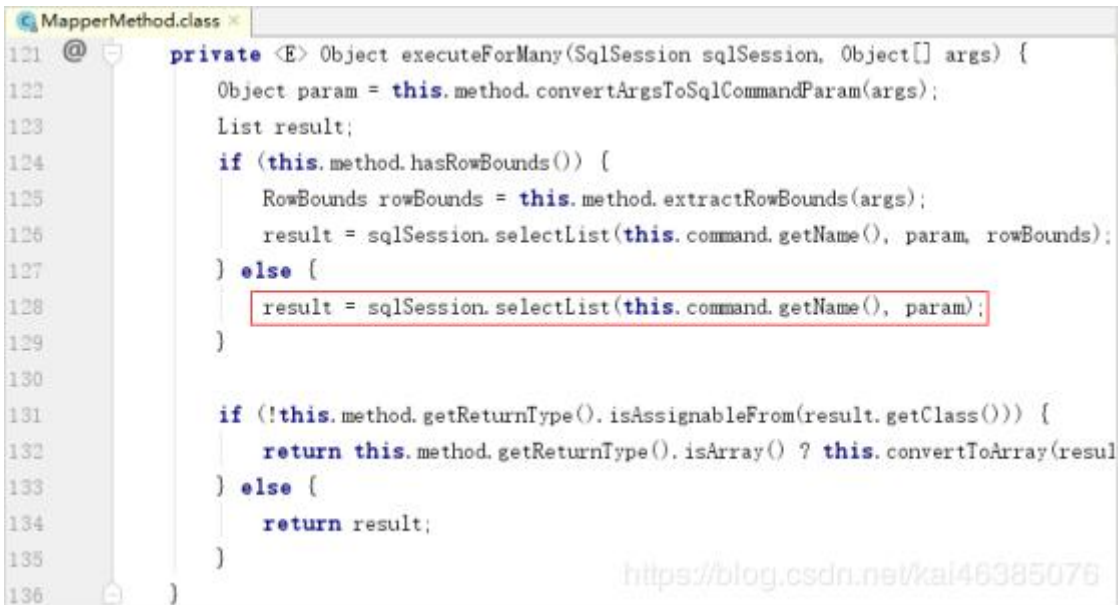 MapperMethod.class
121 @ private <E> Object executeForMany(SqlSession sqlSession, Object[] args) {
122 Object param = this.method.convertArgsToSqlCommandParam(args);
123 List result;
124 if (this.method.hasRowBounds()) {
125 RowBounds rowBounds = this.method.extractRowBounds(args);
126 result = sqlSession.selectList(this.command.getName(), param, rowBounds);
127 } else {
128 result = sqlSession.selectList(this.command.getName(), param);
129 }
130
131 if (!this.method.getReturnType().isAssignableFrom(result.getClass())) {
132 return this.method.getReturnType().isArray() ? this.convertToArray(resul
133 } else {
134 return result;
135 }
https://blog.csdn.net/kai46385076
136 }